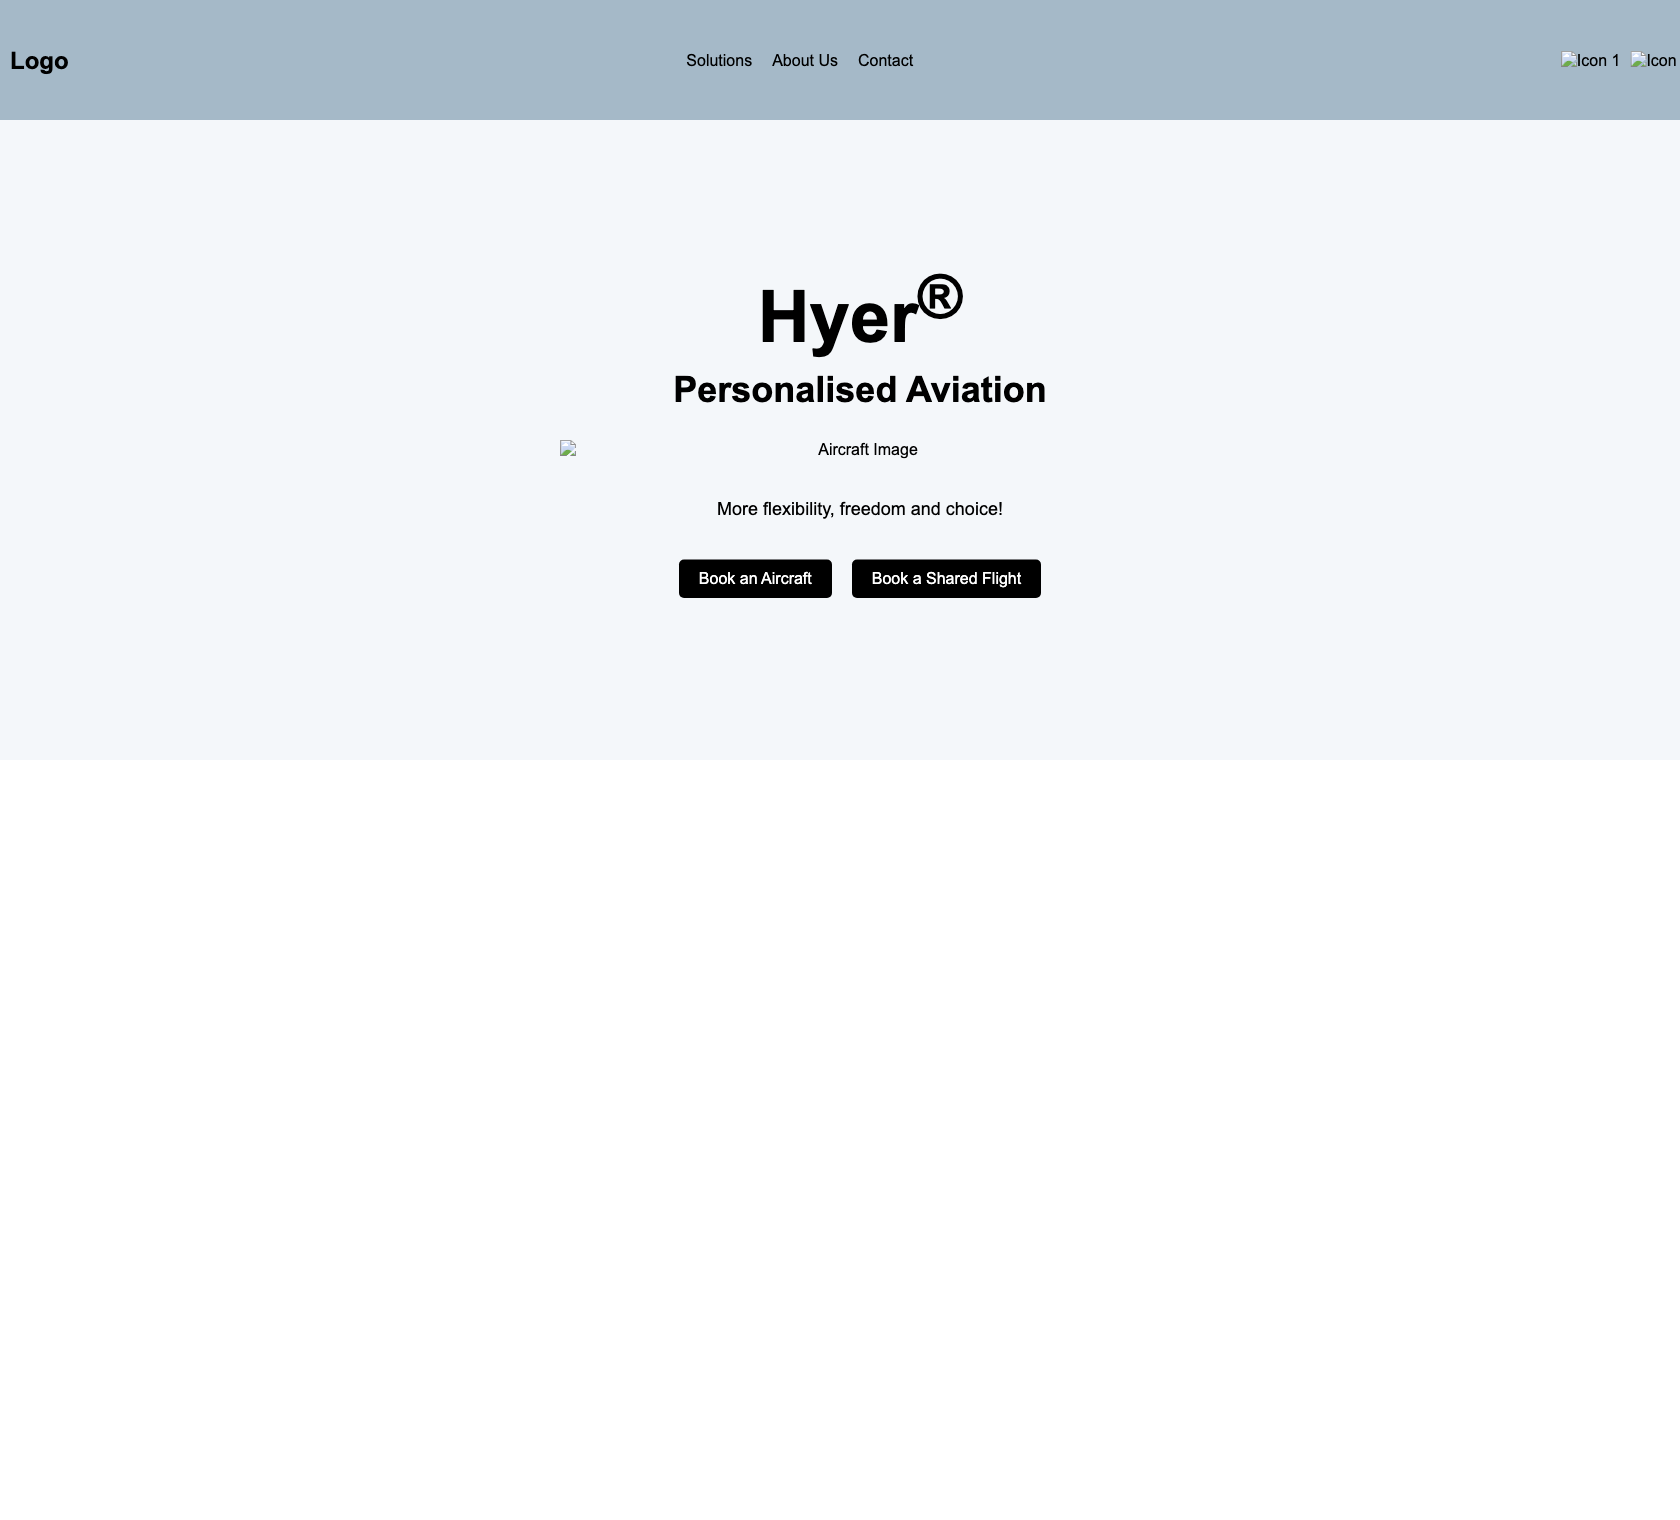 Logo
Solutions About Us Contact
Icon 1 Icon
Hyer®
Personalised Aviation
Aircraft Image
More flexibility, freedom and choice!
Book an Aircraft Book a Shared Flight